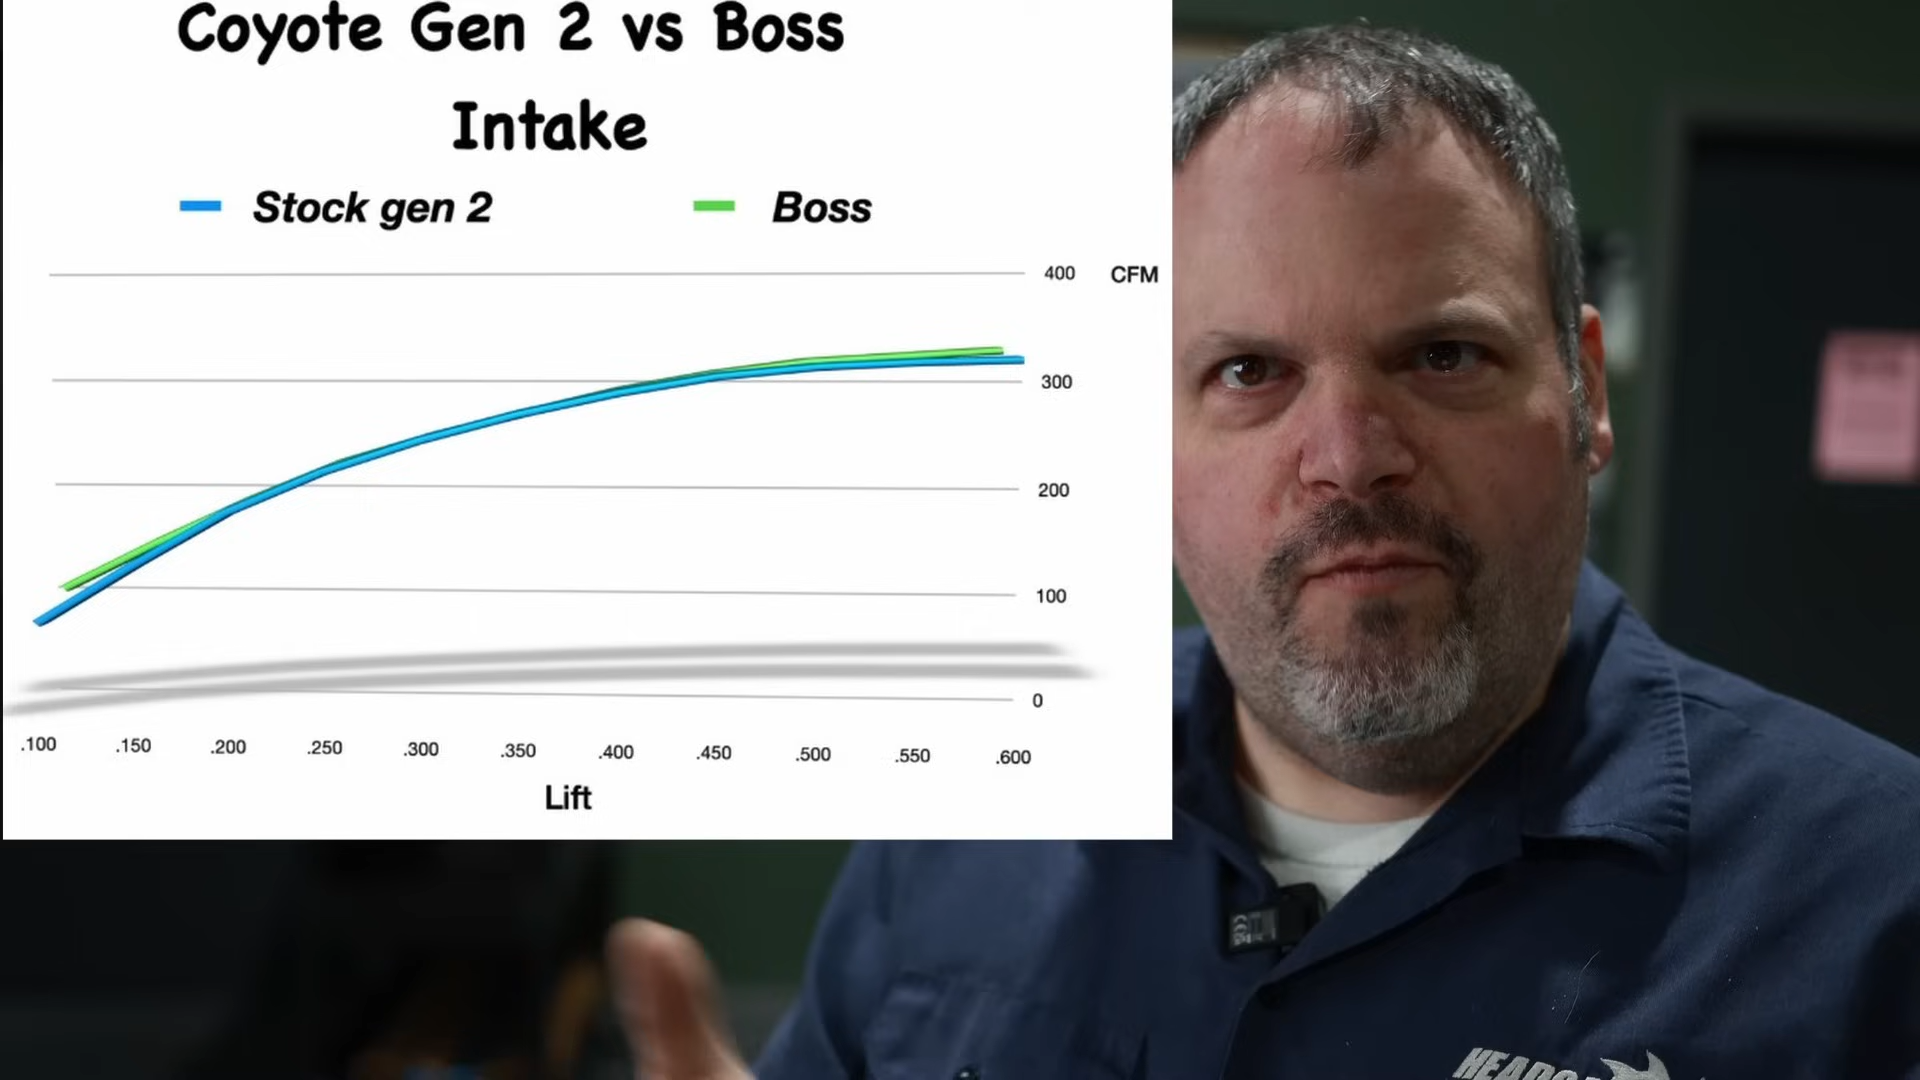 Coyote Gen 2 vs Boss
Intake
Stock gen 2 Boss
400 CFM
300
200
100
0
.100 .150 .200 .250 .300 .350 .400 .450 .500 .550 .600
Lift